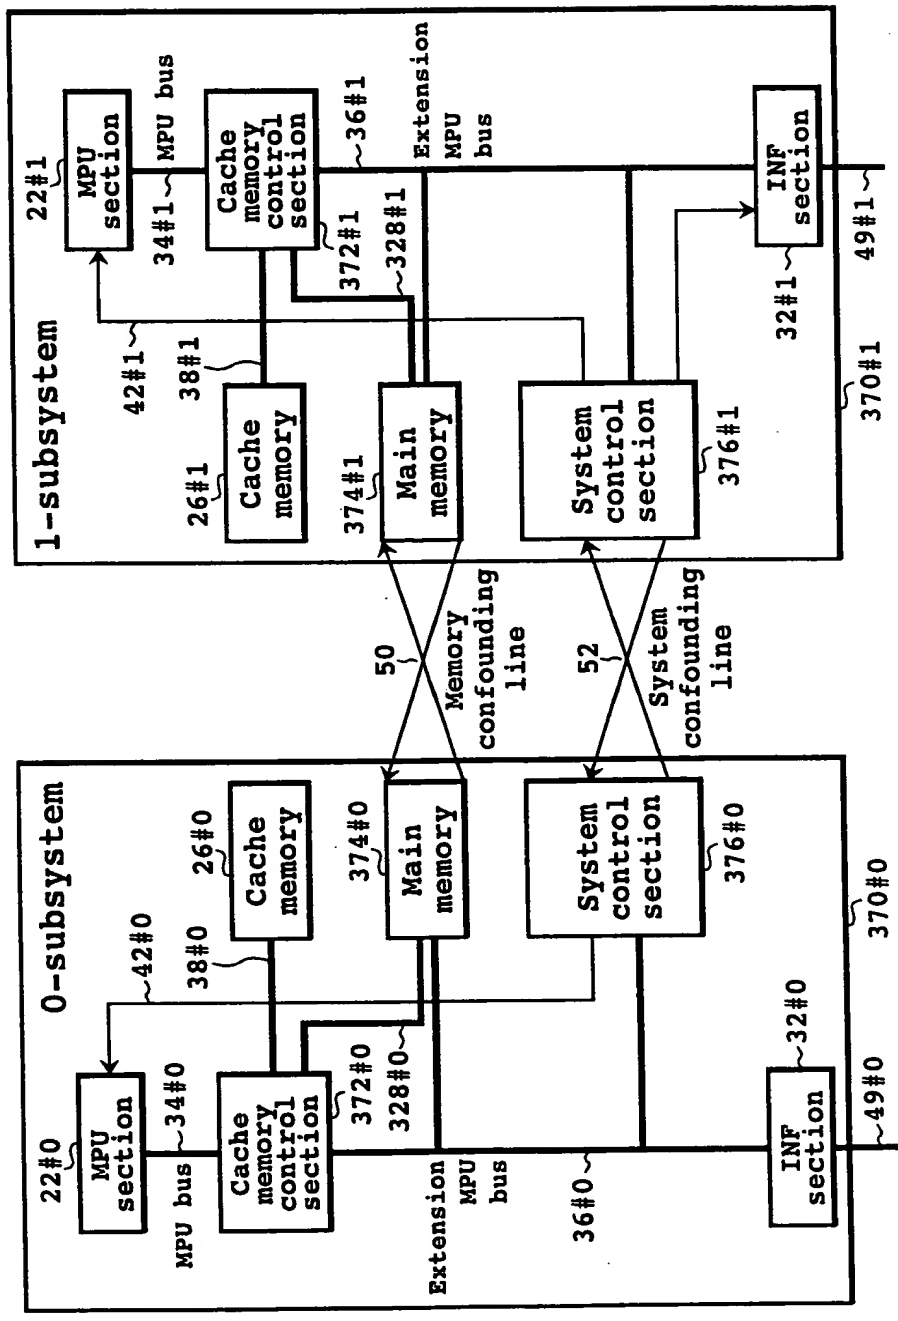 0-subsystem
22#0
MPU
section
34#0
MPU bus
42#0
38#0
26#0
Cache
memory
Cache
memory
control
section
372#0
328#0
374#0
Main
memory
Extension
MPU
bus
36#0
System
control
section
376#0
INF
section
32#0
49#0
370#0
50
Memory
confounding
line
52
System
confounding
line
1-subsystem
22#1
MPU
section
34#1
MPU bus
42#1
38#1
26#1
Cache
memory
Cache
memory
control
section
372#1
328#1
36#1
374#1
Main
memory
Extension
MPU
bus
System
control
section
376#1
INF
section
32#1
49#1
370#1